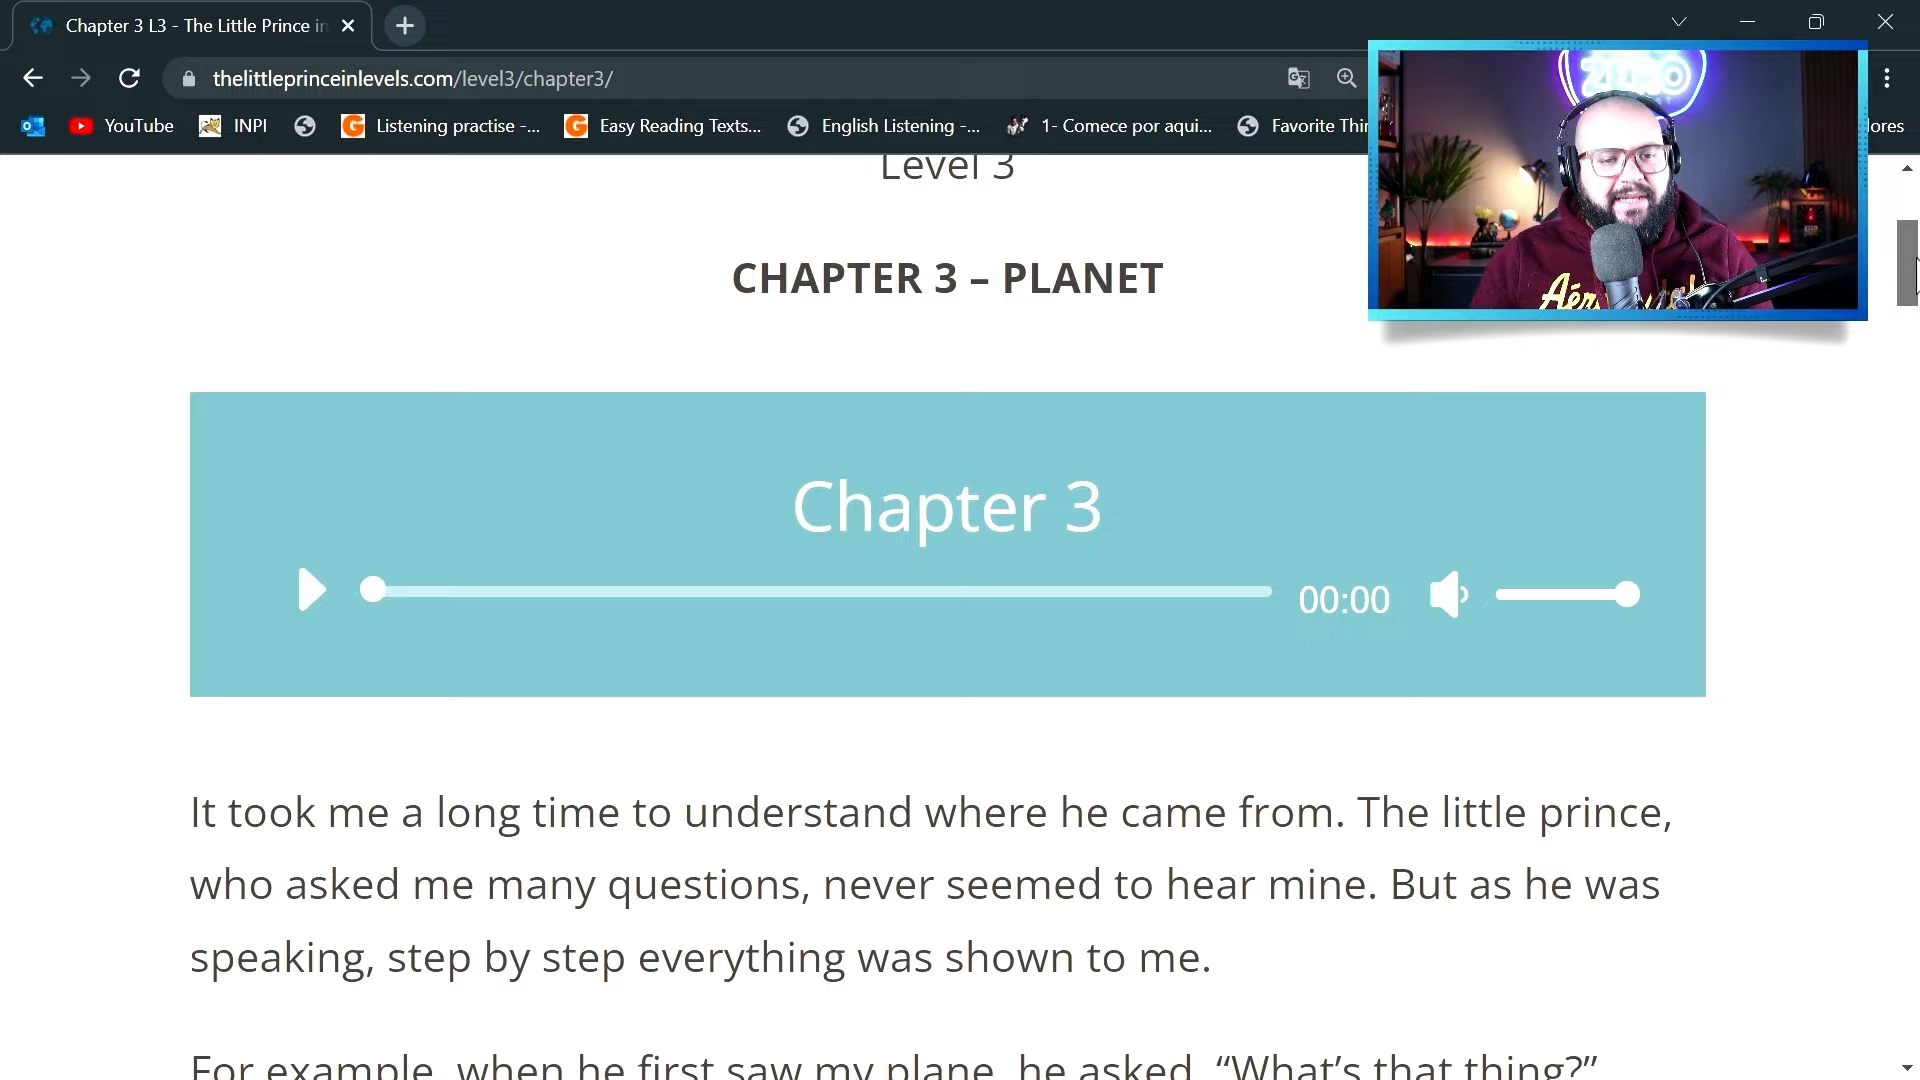 Chapter 3 L3 - The Little Prince in
thelittleprinceinlevels.com/level3/chapter3/
YouTube INPI Listening practise -... Easy Reading Texts... English Listening -... 1- Comece por aqui... Favorite Thin
lores
Level 3
CHAPTER 3 – PLANET
Chapter 3
00:00
It took me a long time to understand where he came from. The little prince,
who asked me many questions, never seemed to hear mine. But as he was
speaking, step by step everything was shown to me.
For example, when he first saw my plane, he asked, “What’s that thing?”